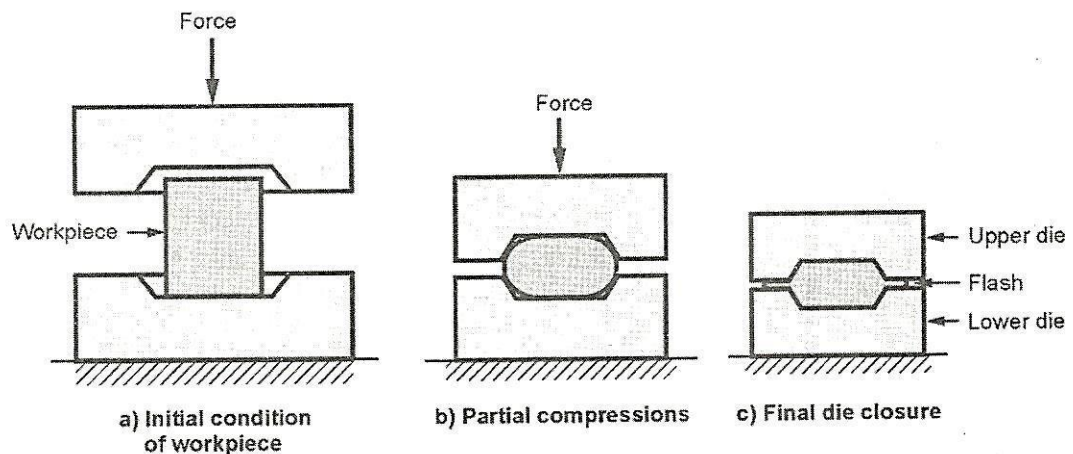 Force
Force
Workpiece
Upper die
Flash
Lower die
a) Initial condition
of workpiece
b) Partial compressions
c) Final die closure